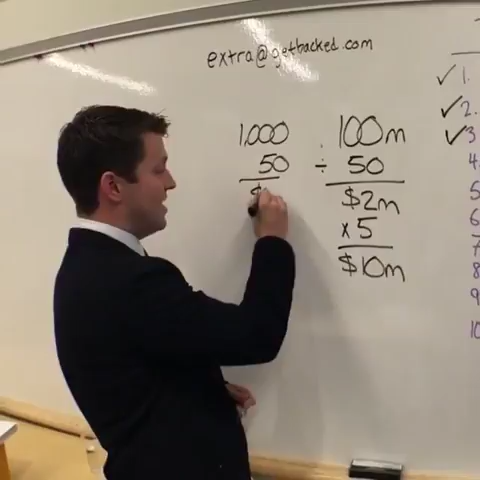 extra@getbacked.com
1,000
50
$
100m
÷ 50
$2m
x 5
$10m
✓ 1.
✓ 2.
✓ 3
4
5
6
7
8
9
10